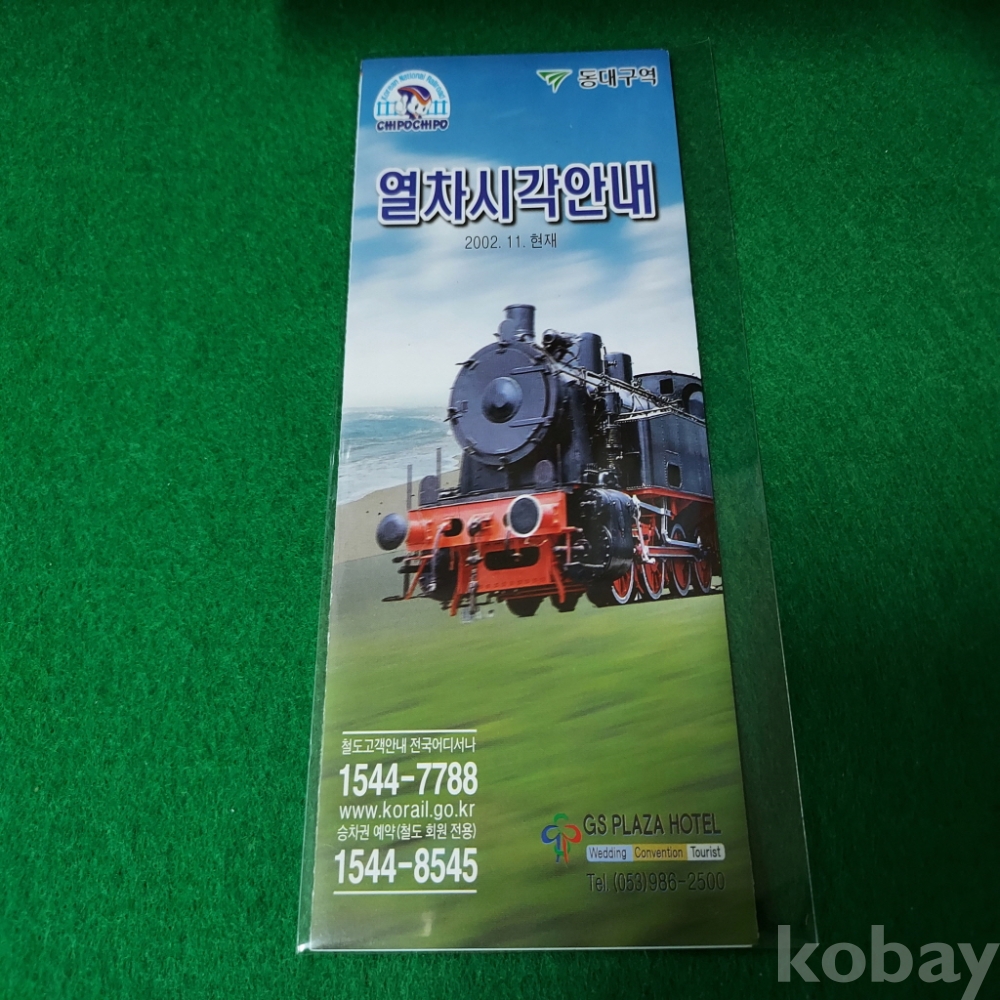 Korean National Railroad
CHIPOCHIPO
동대구역
열차시각안내
2002. 11. 현재
철도고객안내 전국어디서나
1544-7788
www.korail.go.kr
승차권 예약(철도 회원 전용)
1544-8545
GS PLAZA HOTEL
Wedding Convention Tourist
Tel. (053)986-2500
kobay